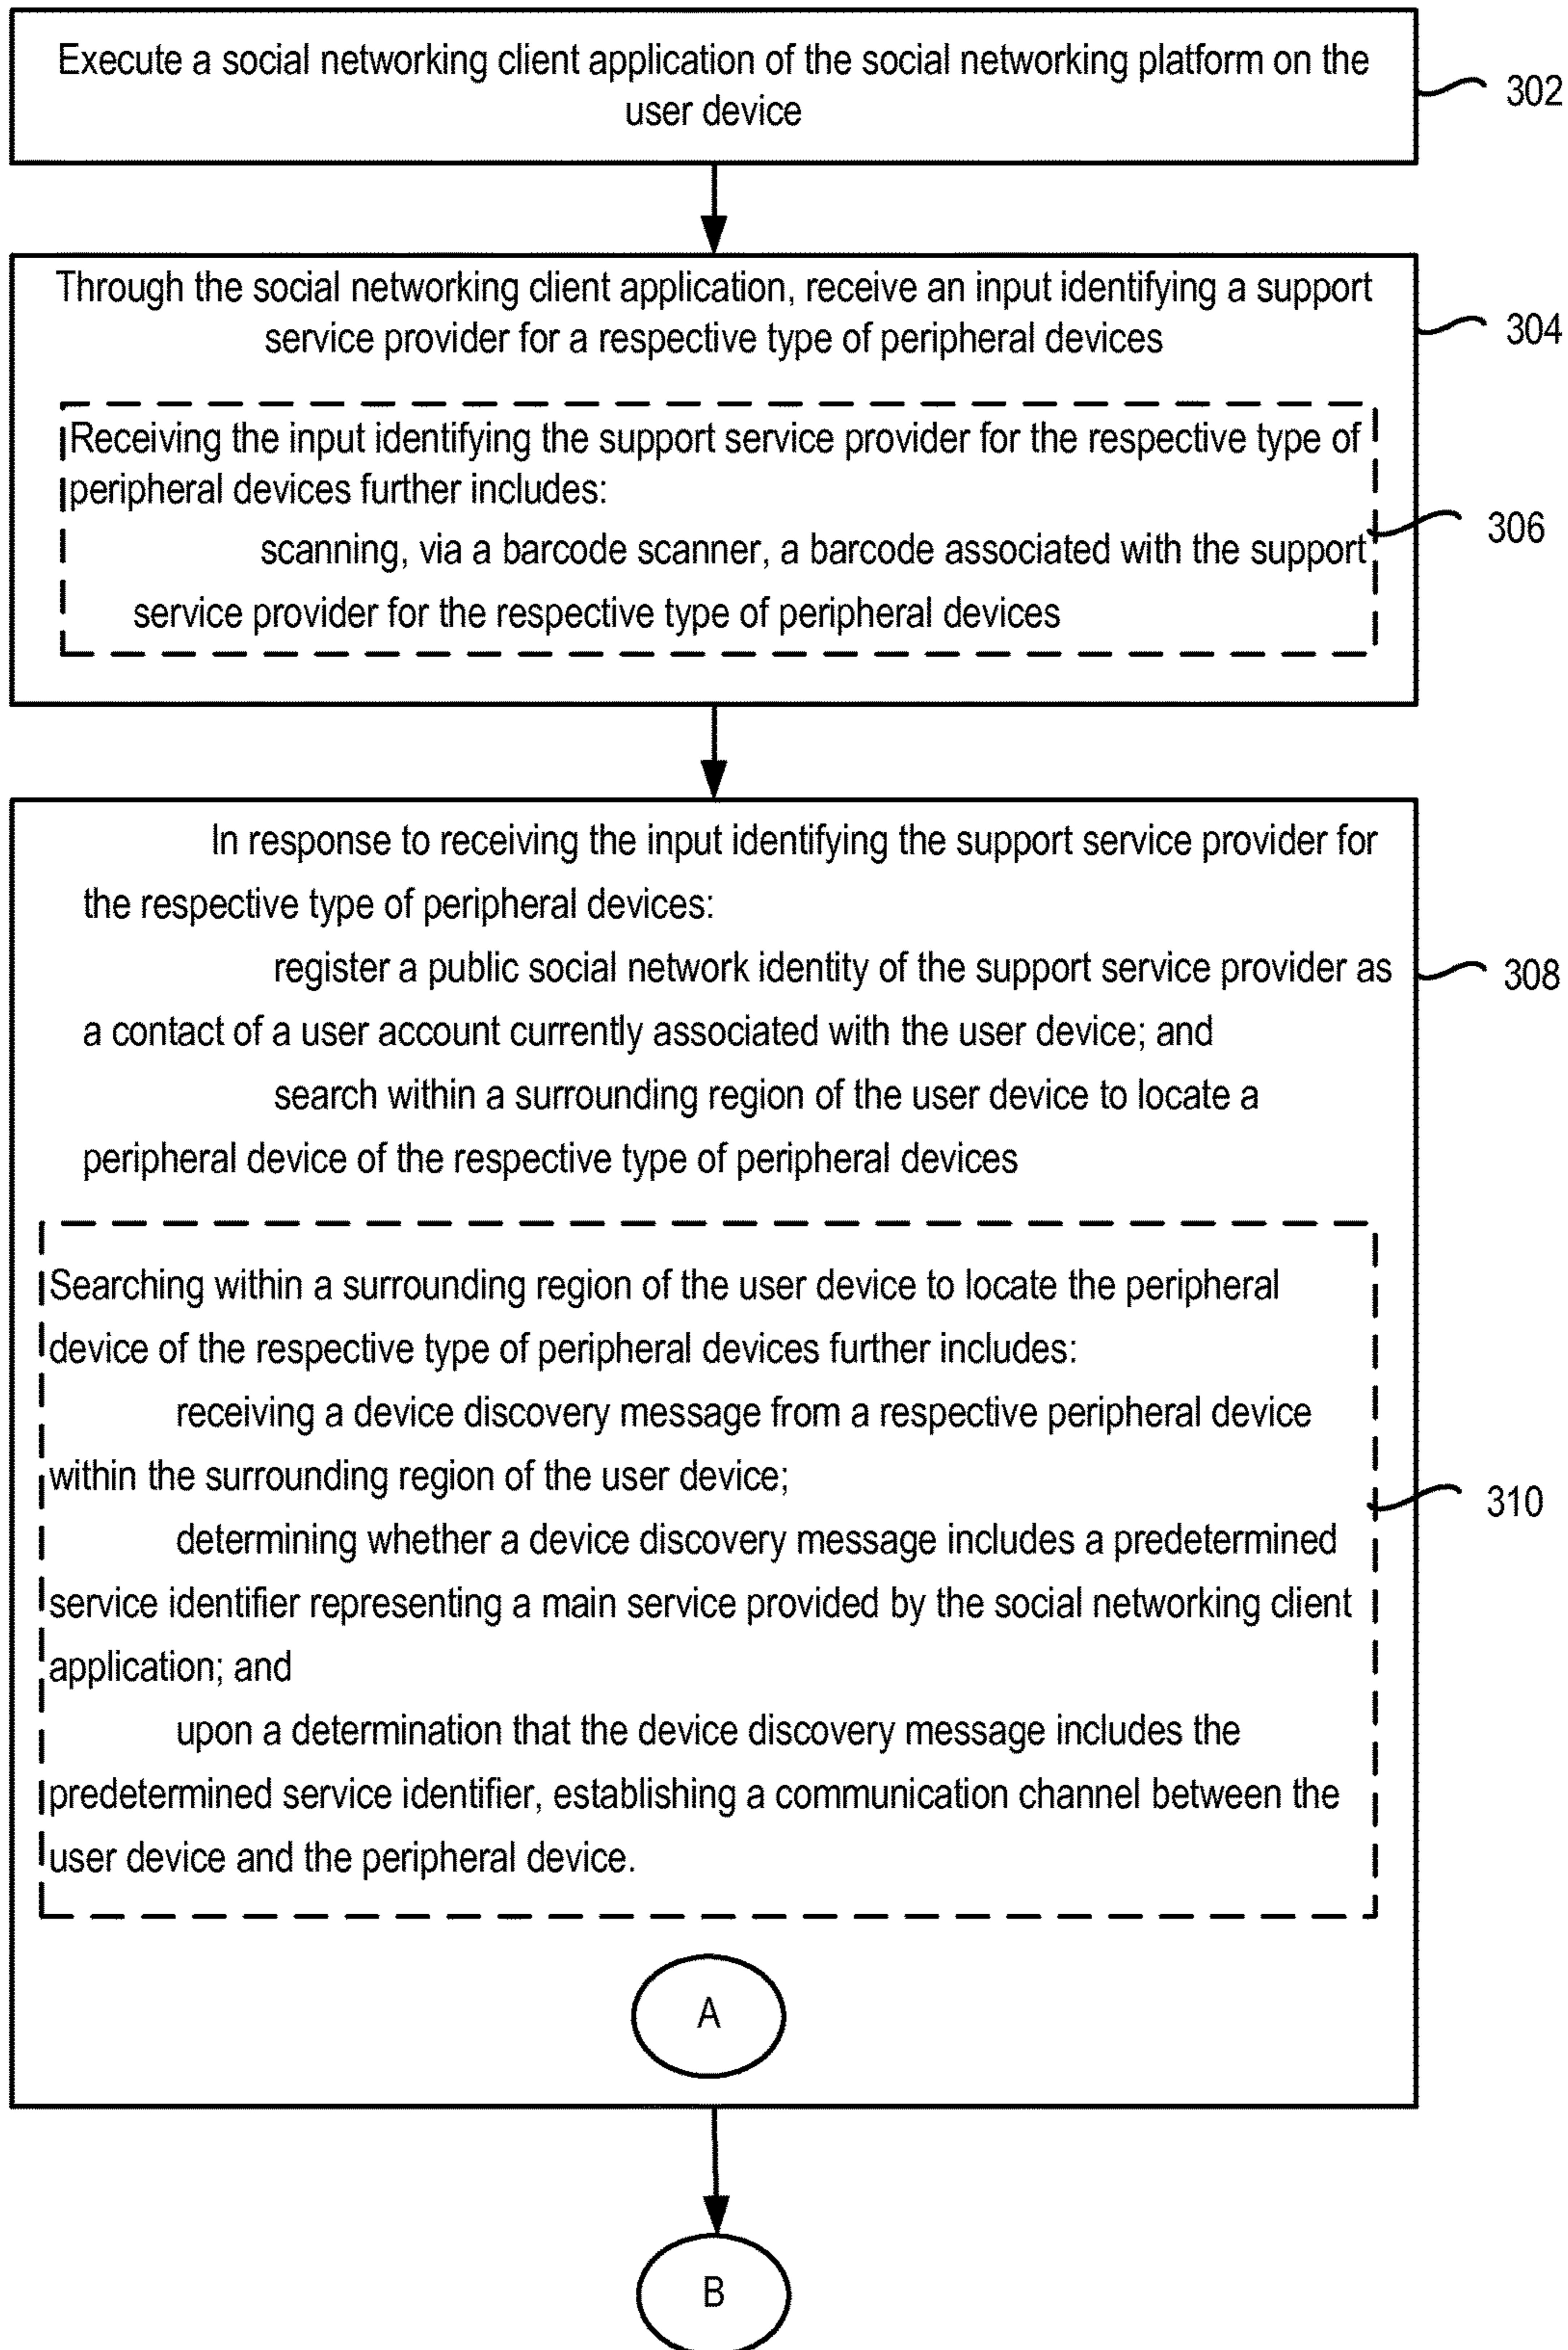 Execute a social networking client application of the social networking platform on the
user device
302
Through the social networking client application, receive an input identifying a support
service provider for a respective type of peripheral devices
304
Receiving the input identifying the support service provider for the respective type of
peripheral devices further includes:
scanning, via a barcode scanner, a barcode associated with the support
service provider for the respective type of peripheral devices
306
In response to receiving the input identifying the support service provider for
the respective type of peripheral devices:
register a public social network identity of the support service provider as
a contact of a user account currently associated with the user device; and
search within a surrounding region of the user device to locate a
peripheral device of the respective type of peripheral devices
308
Searching within a surrounding region of the user device to locate the peripheral
device of the respective type of peripheral devices further includes:
receiving a device discovery message from a respective peripheral device
within the surrounding region of the user device;
determining whether a device discovery message includes a predetermined
service identifier representing a main service provided by the social networking client
application; and
upon a determination that the device discovery message includes the
predetermined service identifier, establishing a communication channel between the
user device and the peripheral device.
310
A
B